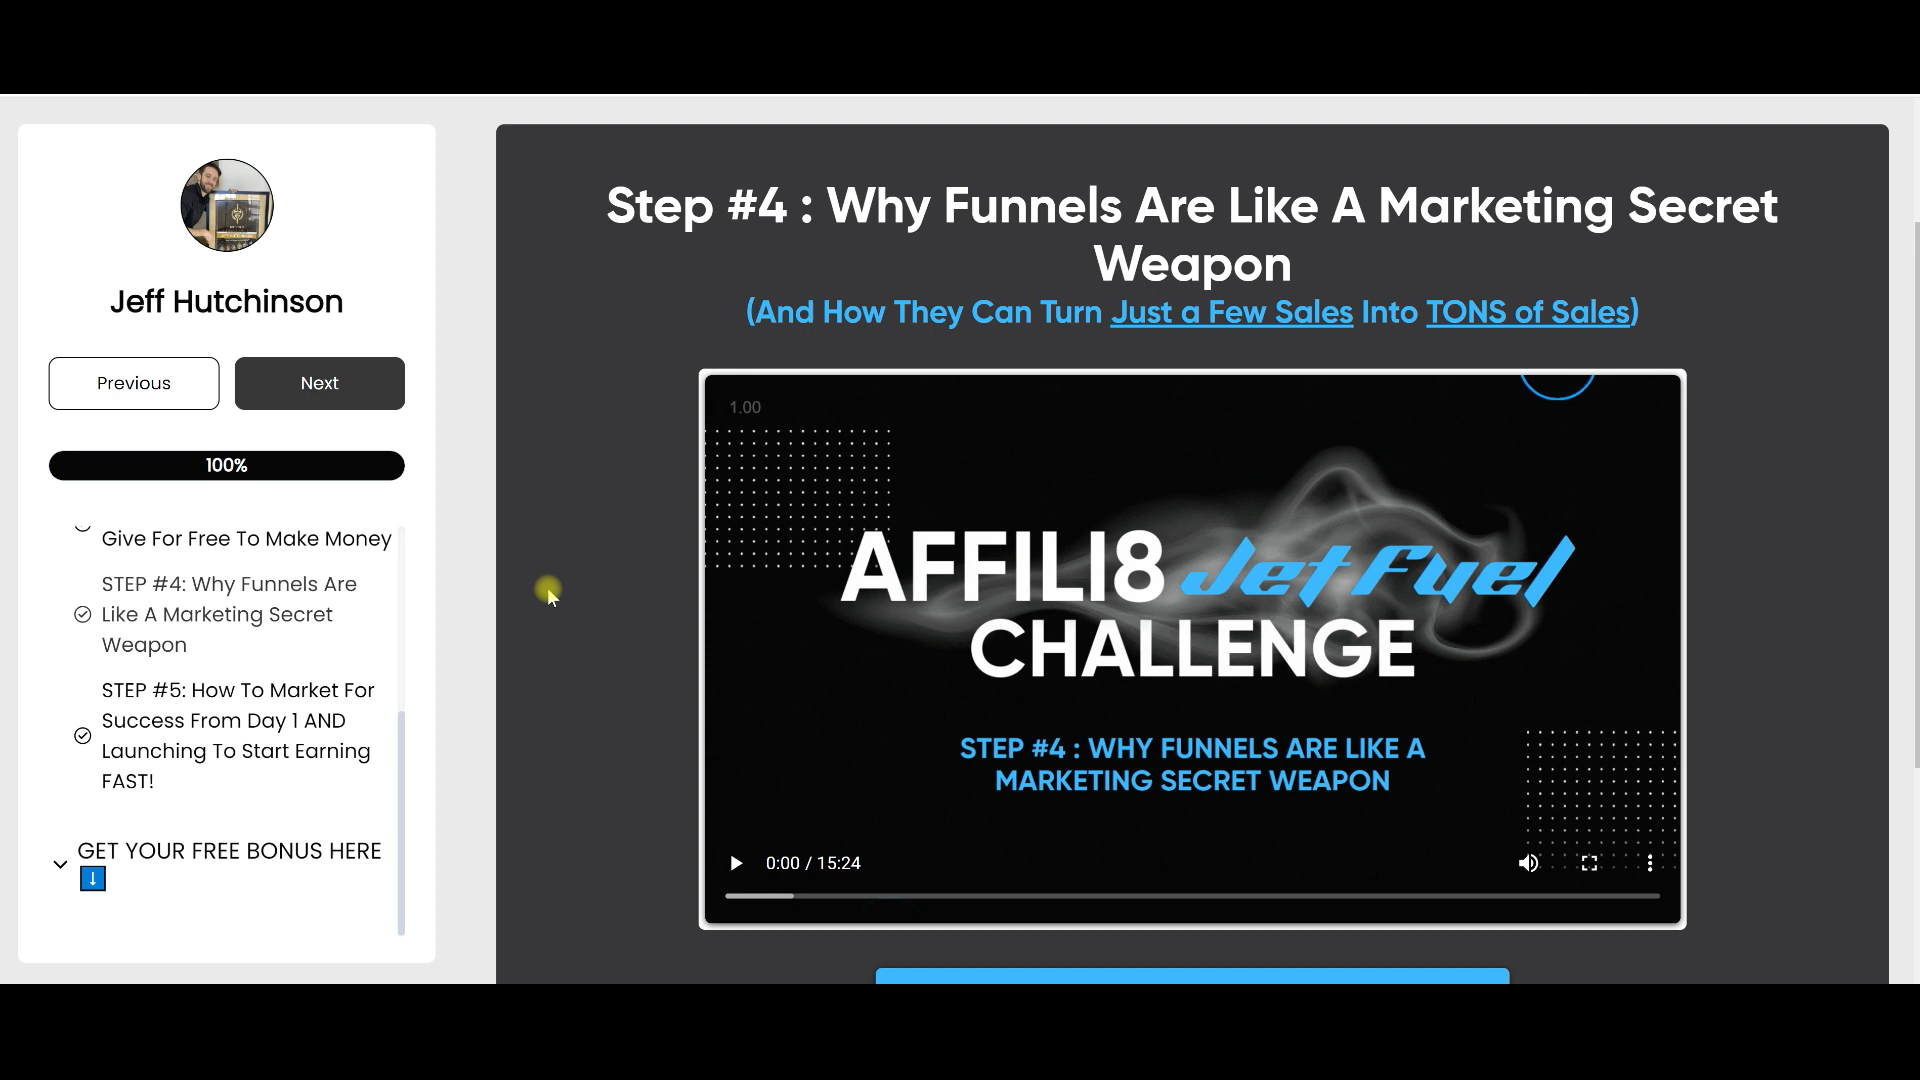 Jeff Hutchinson
Previous
Next
100%
Give For Free To Make Money
STEP #4: Why Funnels Are
Like A Marketing Secret
Weapon
STEP #5: How To Market For
Success From Day 1 AND
Launching To Start Earning
FAST!
GET YOUR FREE BONUS HERE
Step #4 : Why Funnels Are Like A Marketing Secret
Weapon
(And How They Can Turn Just a Few Sales Into TONS of Sales)
1.00
AFFILI8 Jetfuel
CHALLENGE
STEP #4 : WHY FUNNELS ARE LIKE A
MARKETING SECRET WEAPON
0:00 / 15:24